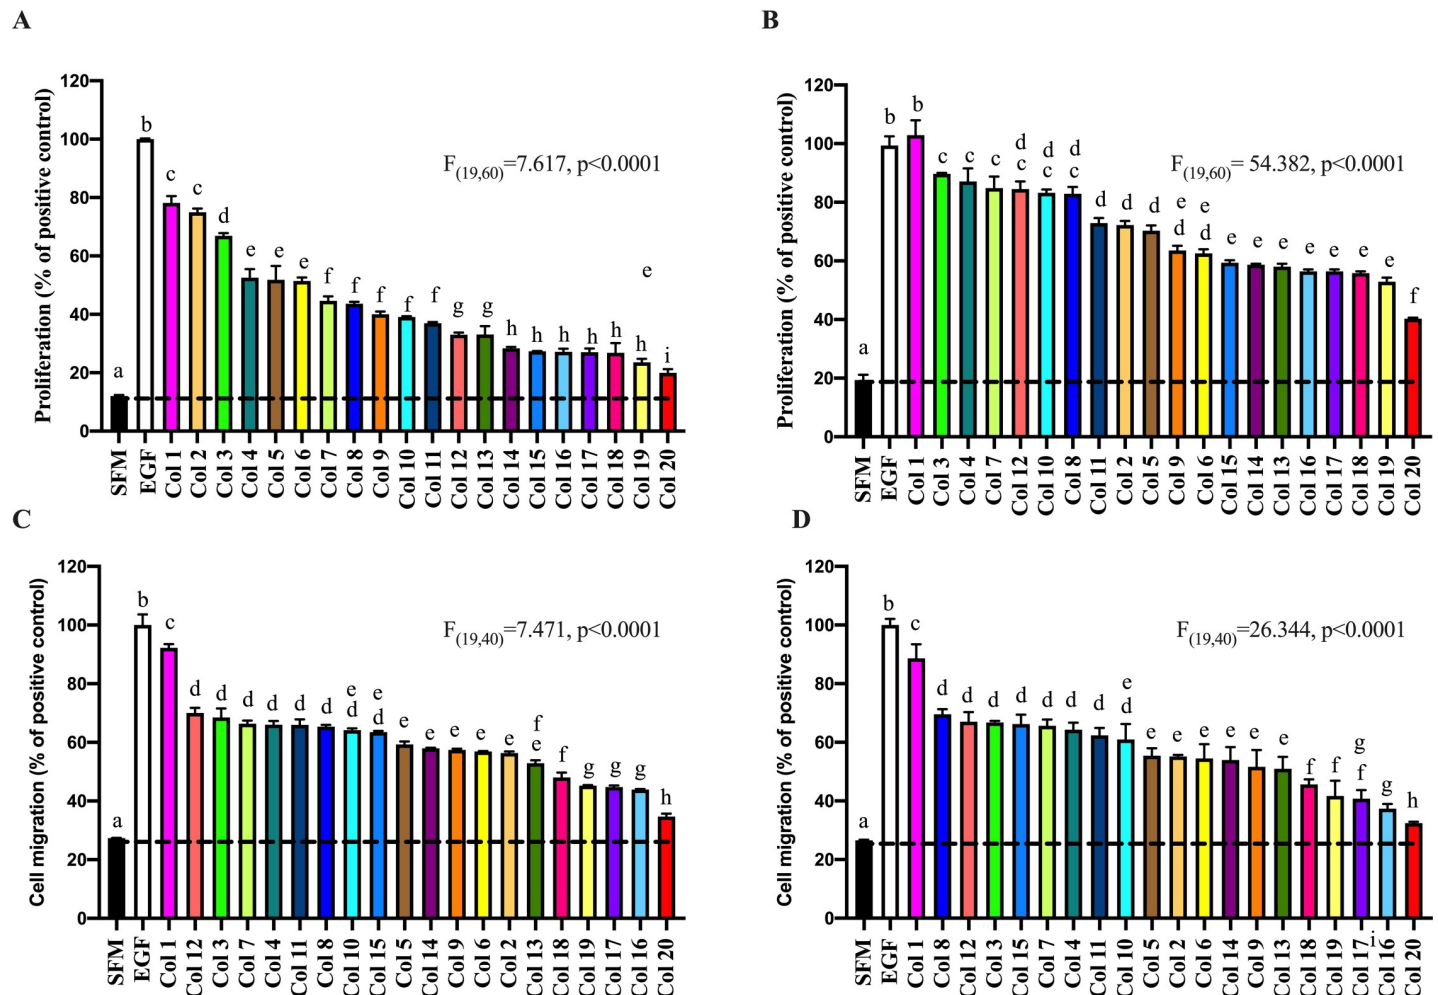 A
Proliferation (% of positive control)
120
100
80
60
40
20
0
a
b
c
c
d
e
e
e
f
f
f
f
f
g
g
h
h
h
h
h
h
e
i
F(19,60)=7.617, p<0.0001
SFM
EGF
Col 1
Col 2
Col 3
Col 4
Col 5
Col 6
Col 7
Col 8
Col 9
Col 10
Col 11
Col 12
Col 13
Col 14
Col 15
Col 16
Col 17
Col 18
Col 19
Col 20
B
Proliferation (% of positive control)
120
100
80
60
40
20
0
a
b
b
c
c
c
d
c
d
c
d
c
d
d
d
e
d
e
d
e
e
e
e
e
e
e
f
F(19,60)= 54.382, p<0.0001
SFM
EGF
Col 1
Col 3
Col 4
Col 7
Col 12
Col 10
Col 8
Col 11
Col 2
Col 5
Col 9
Col 6
Col 15
Col 14
Col 13
Col 16
Col 17
Col 18
Col 19
Col 20
C
Cell migration (% of positive control)
120
100
80
60
40
20
0
a
b
c
d
d
d
d
d
d
e
d
e
d
e
e
e
e
e
f
e
f
g
g
g
h
F(19,40)=7.471, p<0.0001
SFM
EGF
Col 1
Col 12
Col 3
Col 7
Col 4
Col 11
Col 8
Col 10
Col 15
Col 5
Col 14
Col 9
Col 6
Col 2
Col 13
Col 18
Col 19
Col 17
Col 16
Col 20
D
Cell migration (% of positive control)
120
100
80
60
40
20
0
a
b
c
d
d
d
d
d
d
d
e
d
e
e
e
e
e
e
f
f
g
f
g
h
F(19,40)=26.344, p<0.0001
SFM
EGF
Col 1
Col 8
Col 12
Col 3
Col 15
Col 7
Col 4
Col 11
Col 10
Col 5
Col 2
Col 6
Col 14
Col 9
Col 13
Col 18
Col 19
Col 17
i
Col 16
Col 20